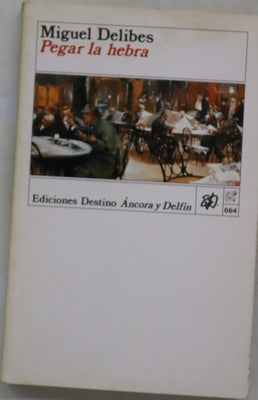 Miguel Delibes
Pegar la hebra
Ediciones Destino Áncora y Delfín
664